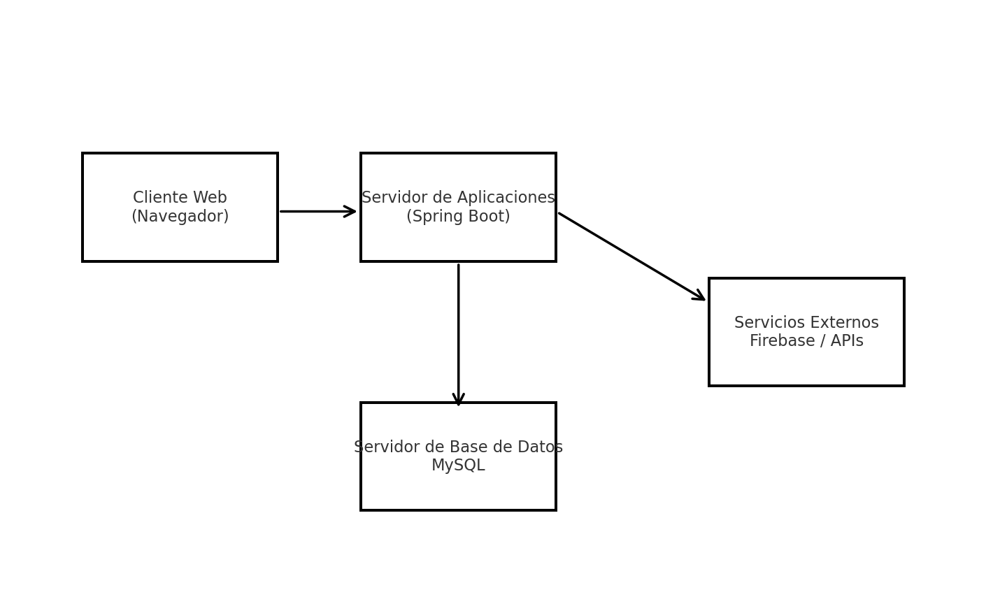 Cliente Web
(Navegador)
Servidor de Aplicaciones
(Spring Boot)
Servicios Externos
Firebase / APIs
Servidor de Base de Datos
MySQL